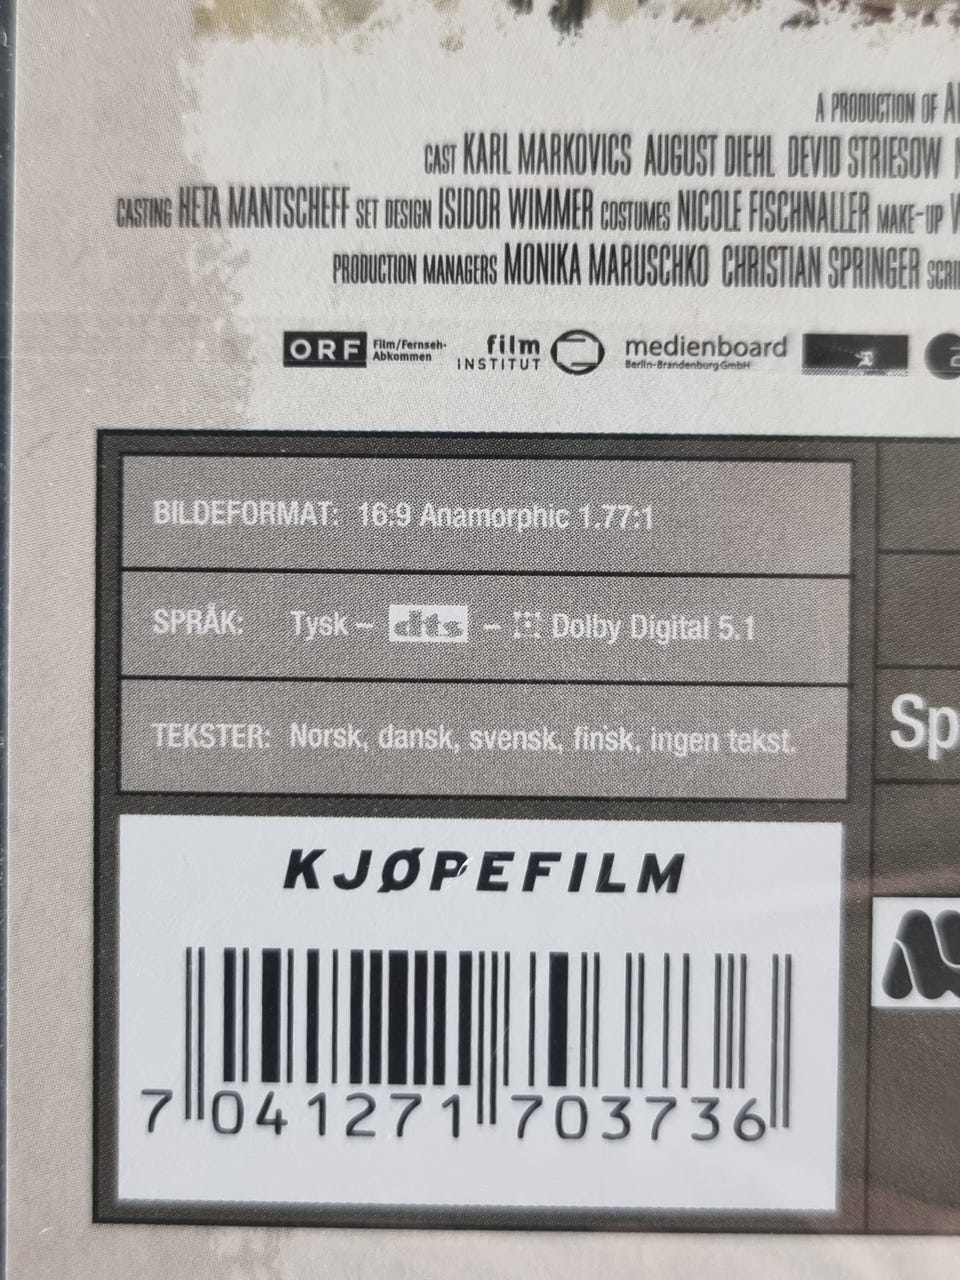 A PRODUCTION OF
CAST KARL MARKOVICS AUGUST DIEHL DEVID STRIESOW
CASTING HETA MANTSCHEFF SET DESIGN ISIDOR WIMMER COSTUMES NICOLE FISCHNALLER MAKE-UP
PRODUCTION MANAGERS MONIKA MARUSCHKO CHRISTIAN SPRINGER
ORF Film/Fernseh-Abkommen film INSTITUT medienboard Berlin-Brandenburg GmbH
BILDEFORMAT: 16:9 Anamorphic 1.77:1
SPRÅK: Tysk – dts – Dolby Digital 5.1
TEKSTER: Norsk, dansk, svensk, finsk, ingen tekst.
Sp
KJØPEFILM
7 041271 703736